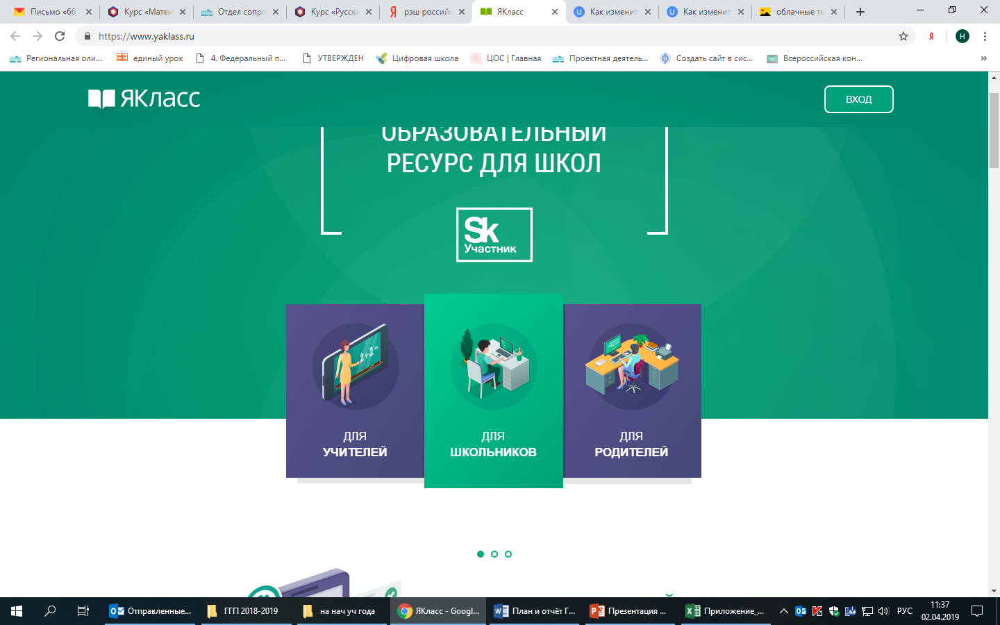 Письмо «бб
Курс «Матем
Отдел сопро
Курс «Русски
рэш российс
ЯКласс
Как изменит
Как изменит
облачные те
https://www.yaklass.ru
Я
Н
Региональная оли...
единый урок
4. Федеральный п...
УТВЕРЖДЕН
Цифровая школа
ЦОС | Главная
Проектная деятель...
Создать сайт в сис...
Всероссийская кон...
»
ЯКласс
ВХОД
ОБРАЗОВАТЕЛЬНЫЙ
РЕСУРС ДЛЯ ШКОЛ
Sk
Участник
2+2=
ДЛЯ
УЧИТЕЛЕЙ
ДЛЯ
ШКОЛЬНИКОВ
ДЛЯ
РОДИТЕЛЕЙ
Отправленные...
ГГП 2018-2019
на нач уч года
ЯКласс - Googl...
План и отчёт Г...
Презентация ...
Приложение_...
РУС
11:37
02.04.2019